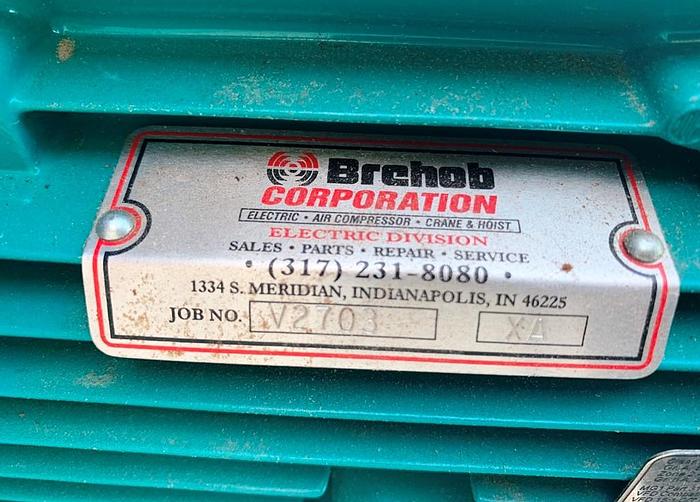 Brehob
CORPORATION
ELECTRIC • AIR COMPRESSOR • CRANE & HOIST
ELECTRIC DIVISION
SALES • PARTS • REPAIR • SERVICE
• (317) 231-8080 •
1334 S. MERIDIAN, INDIANAPOLIS, IN 46225
JOB NO. V2703 XA